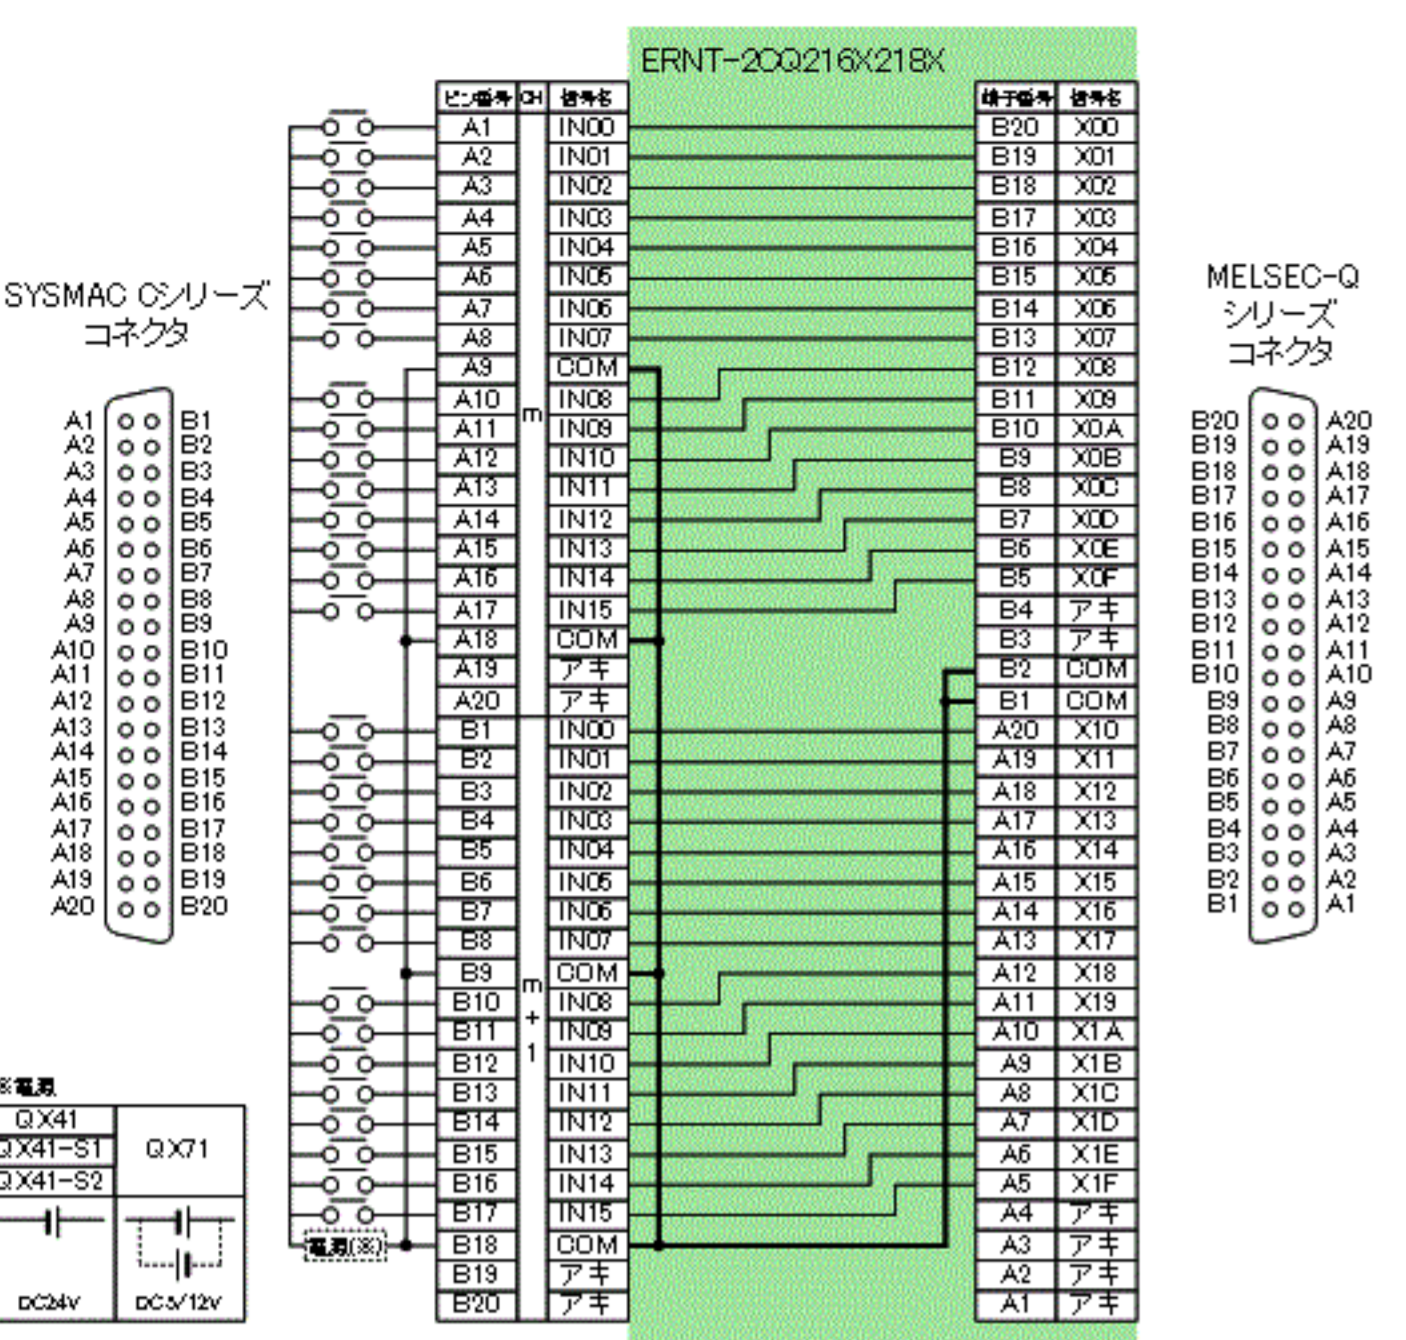 ERNT-2CQ216X218X
ピン番号 CH 信号名 端子番号 信号名
A1 IN00 B20 X00
A2 IN01 B19 X01
A3 IN02 B18 X02
A4 IN03 B17 X03
A5 IN04 B16 X04
A6 IN05 B15 X05
A7 IN06 B14 X06
A8 IN07 B13 X07
A9 COM B12 X08
A10 m IN08 B11 X09
A11 IN09 B10 X0A
A12 IN10 B9 X0B
A13 IN11 B8 X0C
A14 IN12 B7 X0D
A15 IN13 B6 X0E
A16 IN14 B5 X0F
A17 IN15 B4 アキ
A18 COM B3 アキ
A19 アキ B2 COM
A20 アキ B1 COM
B1 IN00 A20 X10
B2 IN01 A19 X11
B3 IN02 A18 X12
B4 IN03 A17 X13
B5 IN04 A16 X14
B6 IN05 A15 X15
B7 IN06 A14 X16
B8 IN07 A13 X17
B9 m+1 COM A12 X18
B10 IN08 A11 X19
B11 IN09 A10 X1A
B12 IN10 A9 X1B
B13 IN11 A8 X1C
B14 IN12 A7 X1D
B15 IN13 A6 X1E
B16 IN14 A5 X1F
B17 IN15 A4 アキ
電源(※) B18 COM A3 アキ
B19 アキ A2 アキ
B20 アキ A1 アキ
SYSMAC Cシリーズ
コネクタ
A1 B1
A2 B2
A3 B3
A4 B4
A5 B5
A6 B6
A7 B7
A8 B8
A9 B9
A10 B10
A11 B11
A12 B12
A13 B13
A14 B14
A15 B15
A16 B16
A17 B17
A18 B18
A19 B19
A20 B20
MELSEC-Q
シリーズ
コネクタ
B20 A20
B19 A19
B18 A18
B17 A17
B16 A16
B15 A15
B14 A14
B13 A13
B12 A12
B11 A11
B10 A10
B9 A9
B8 A8
B7 A7
B6 A6
B5 A5
B4 A4
B3 A3
B2 A2
B1 A1
※電源
QX41 QX71
QX41-S1
QX41-S2
DC24V DC5/12V